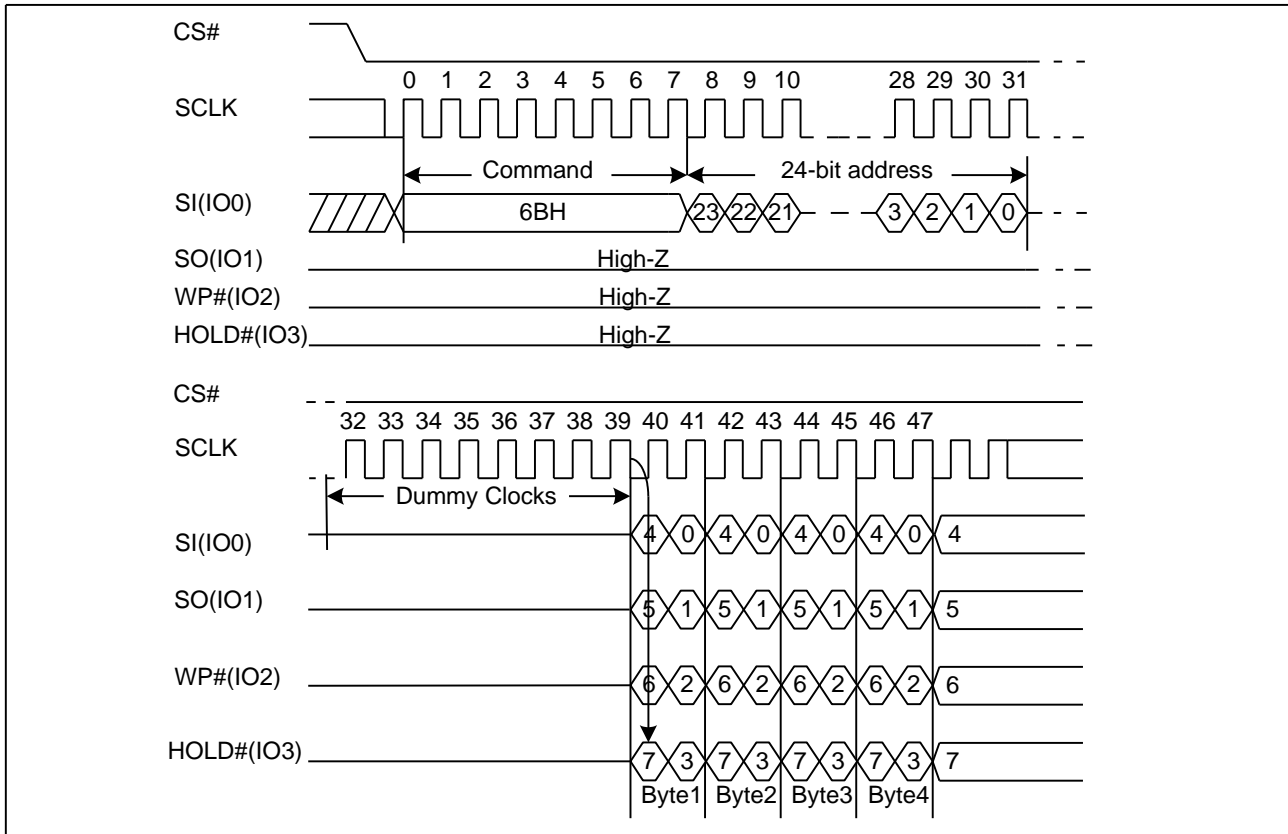 CS#
0 1 2 3 4 5 6 7 8 9 10 28 29 30 31
SCLK
Command 24-bit address
SI(IO0) 6BH 23 22 21 3 2 1 0
SO(IO1) High-Z
WP#(IO2) High-Z
HOLD#(IO3) High-Z
CS#
32 33 34 35 36 37 38 39 40 41 42 43 44 45 46 47
SCLK
Dummy Clocks
SI(IO0) 4 0 4 0 4 0 4 0 4
SO(IO1) 5 1 5 1 5 1 5 1 5
WP#(IO2) 6 2 6 2 6 2 6 2 6
HOLD#(IO3) 7 3 7 3 7 3 7 3 7
Byte1 Byte2 Byte3 Byte4